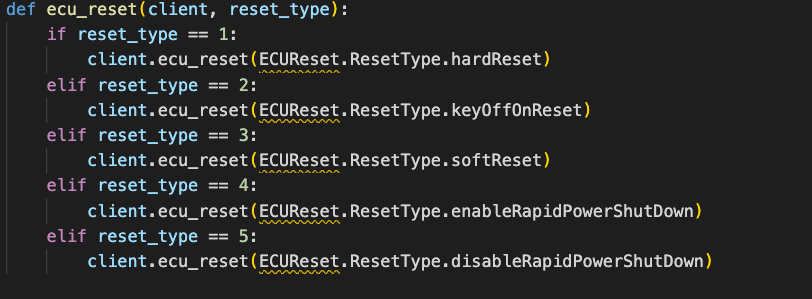 def ecu_reset(client, reset_type):
    if reset_type == 1:
        client.ecu_reset(ECUReset.ResetType.hardReset)
    elif reset_type == 2:
        client.ecu_reset(ECUReset.ResetType.keyOffOnReset)
    elif reset_type == 3:
        client.ecu_reset(ECUReset.ResetType.softReset)
    elif reset_type == 4:
        client.ecu_reset(ECUReset.ResetType.enableRapidPowerShutDown)
    elif reset_type == 5:
        client.ecu_reset(ECUReset.ResetType.disableRapidPowerShutDown)